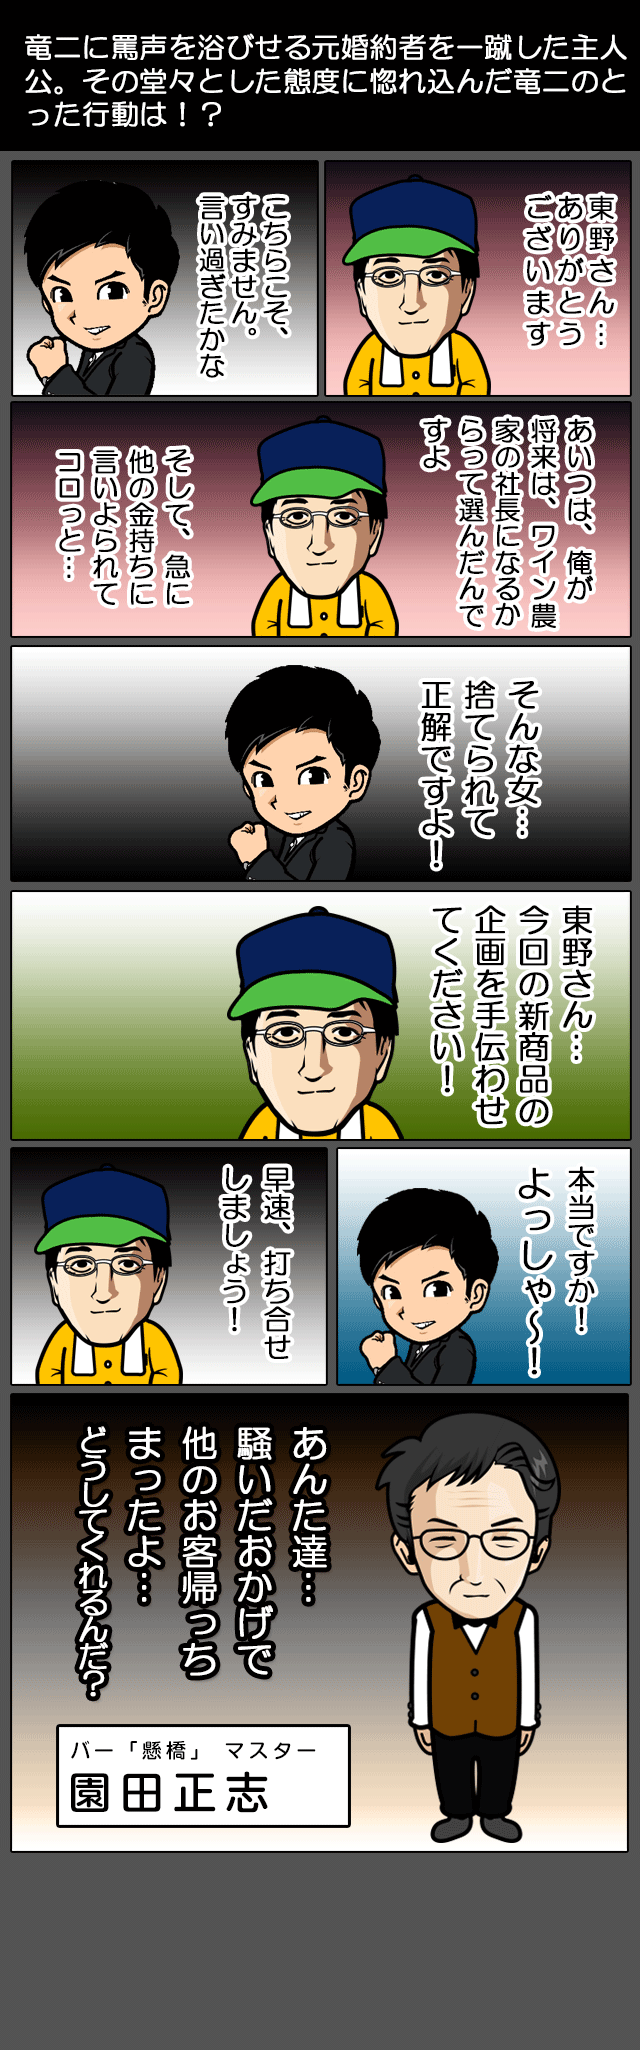 竜二に罵声を浴びせる元婚約者を一蹴した主人
公。その堂々とした態度に惚れ込んだ竜二のと
った行動は！？
東野さん…
ありがとう
ございます
こちらこそ、
すみません。
言い過ぎたかな
あいつは、俺が
将来は、ワイン農
家の社長になるか
らって選んだんで
すよ
そして、急に
他の金持ちに
言いよられて
コロっと…
そんな女…
捨てられて
正解ですよ！
東野さん…
今回の新商品の
企画を手伝わせ
てください！
本当ですか！
よっしゃ〜！
早速、打ち合せ
しましょう！
あんた達…
騒いだおかげで
他のお客帰っち
まったよ…
どうしてくれるんだ？
バー「懸橋」 マスター
園田正志